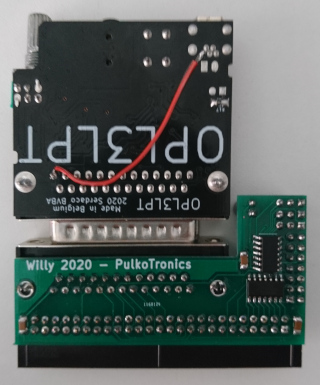 OPL3LPT
OPL3LPT
Made in Belgium
2020 Serdaco BVBA
Willy 2020 – PulkoTronics